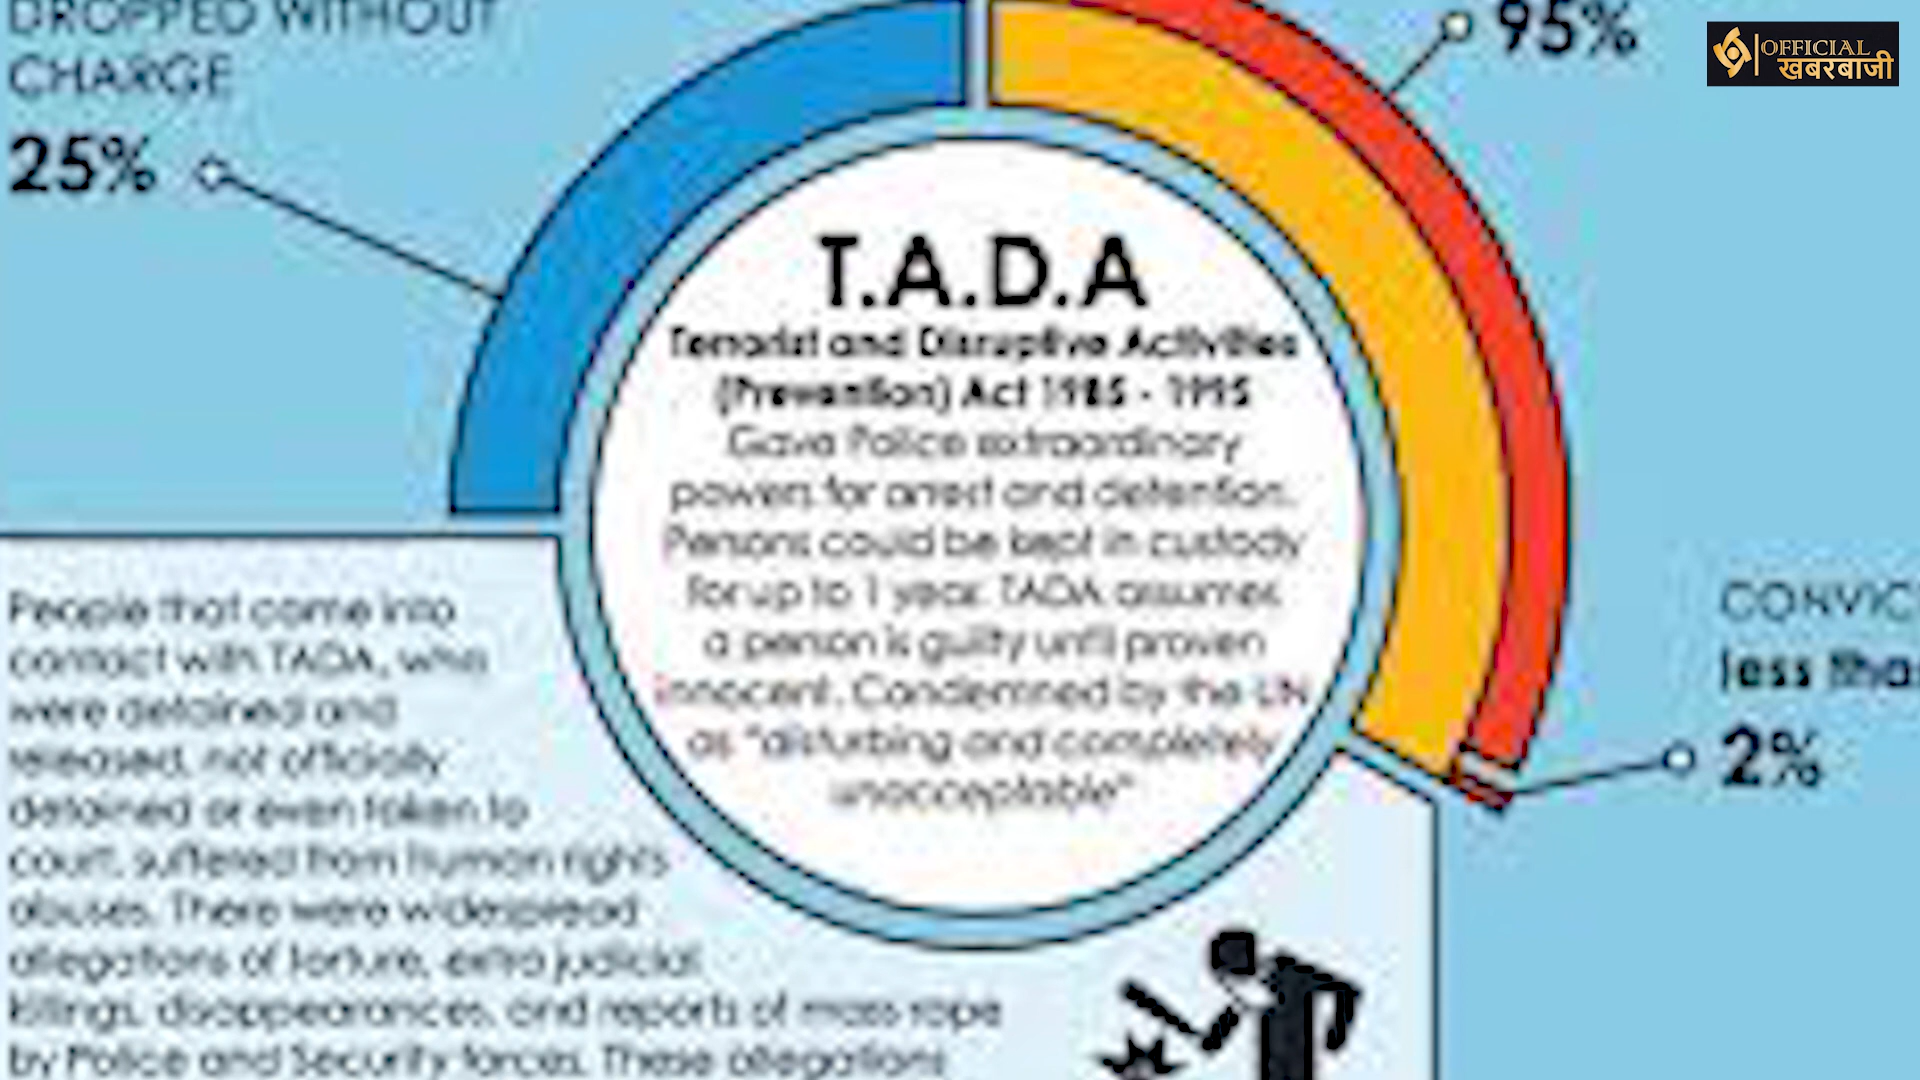 DROPPED WITHOUT
CHARGE
25%
95%
OFFICIAL
खबरबाजी
T.A.D.A
Terrorist and Disruptive Activities
(Prevention) Act 1985 - 1995
Gave Police extraordinary
powers for arrest and detention.
Persons could be kept in custody
for up to 1 year. TADA assumes
a person is guilty until proven
innocent. Condemned by the UN
as "disturbing and completely
unacceptable"
CONVIC
less tha
2%
People that come into
contact with TADA, who
were detained and
released, not officially
detained or even taken to
court, suffered from human rights
abuses. There were widespread
allegations of torture, extra judicial
killings, disappearances, and reports of mass rape
by Police and Security forces. These allegations